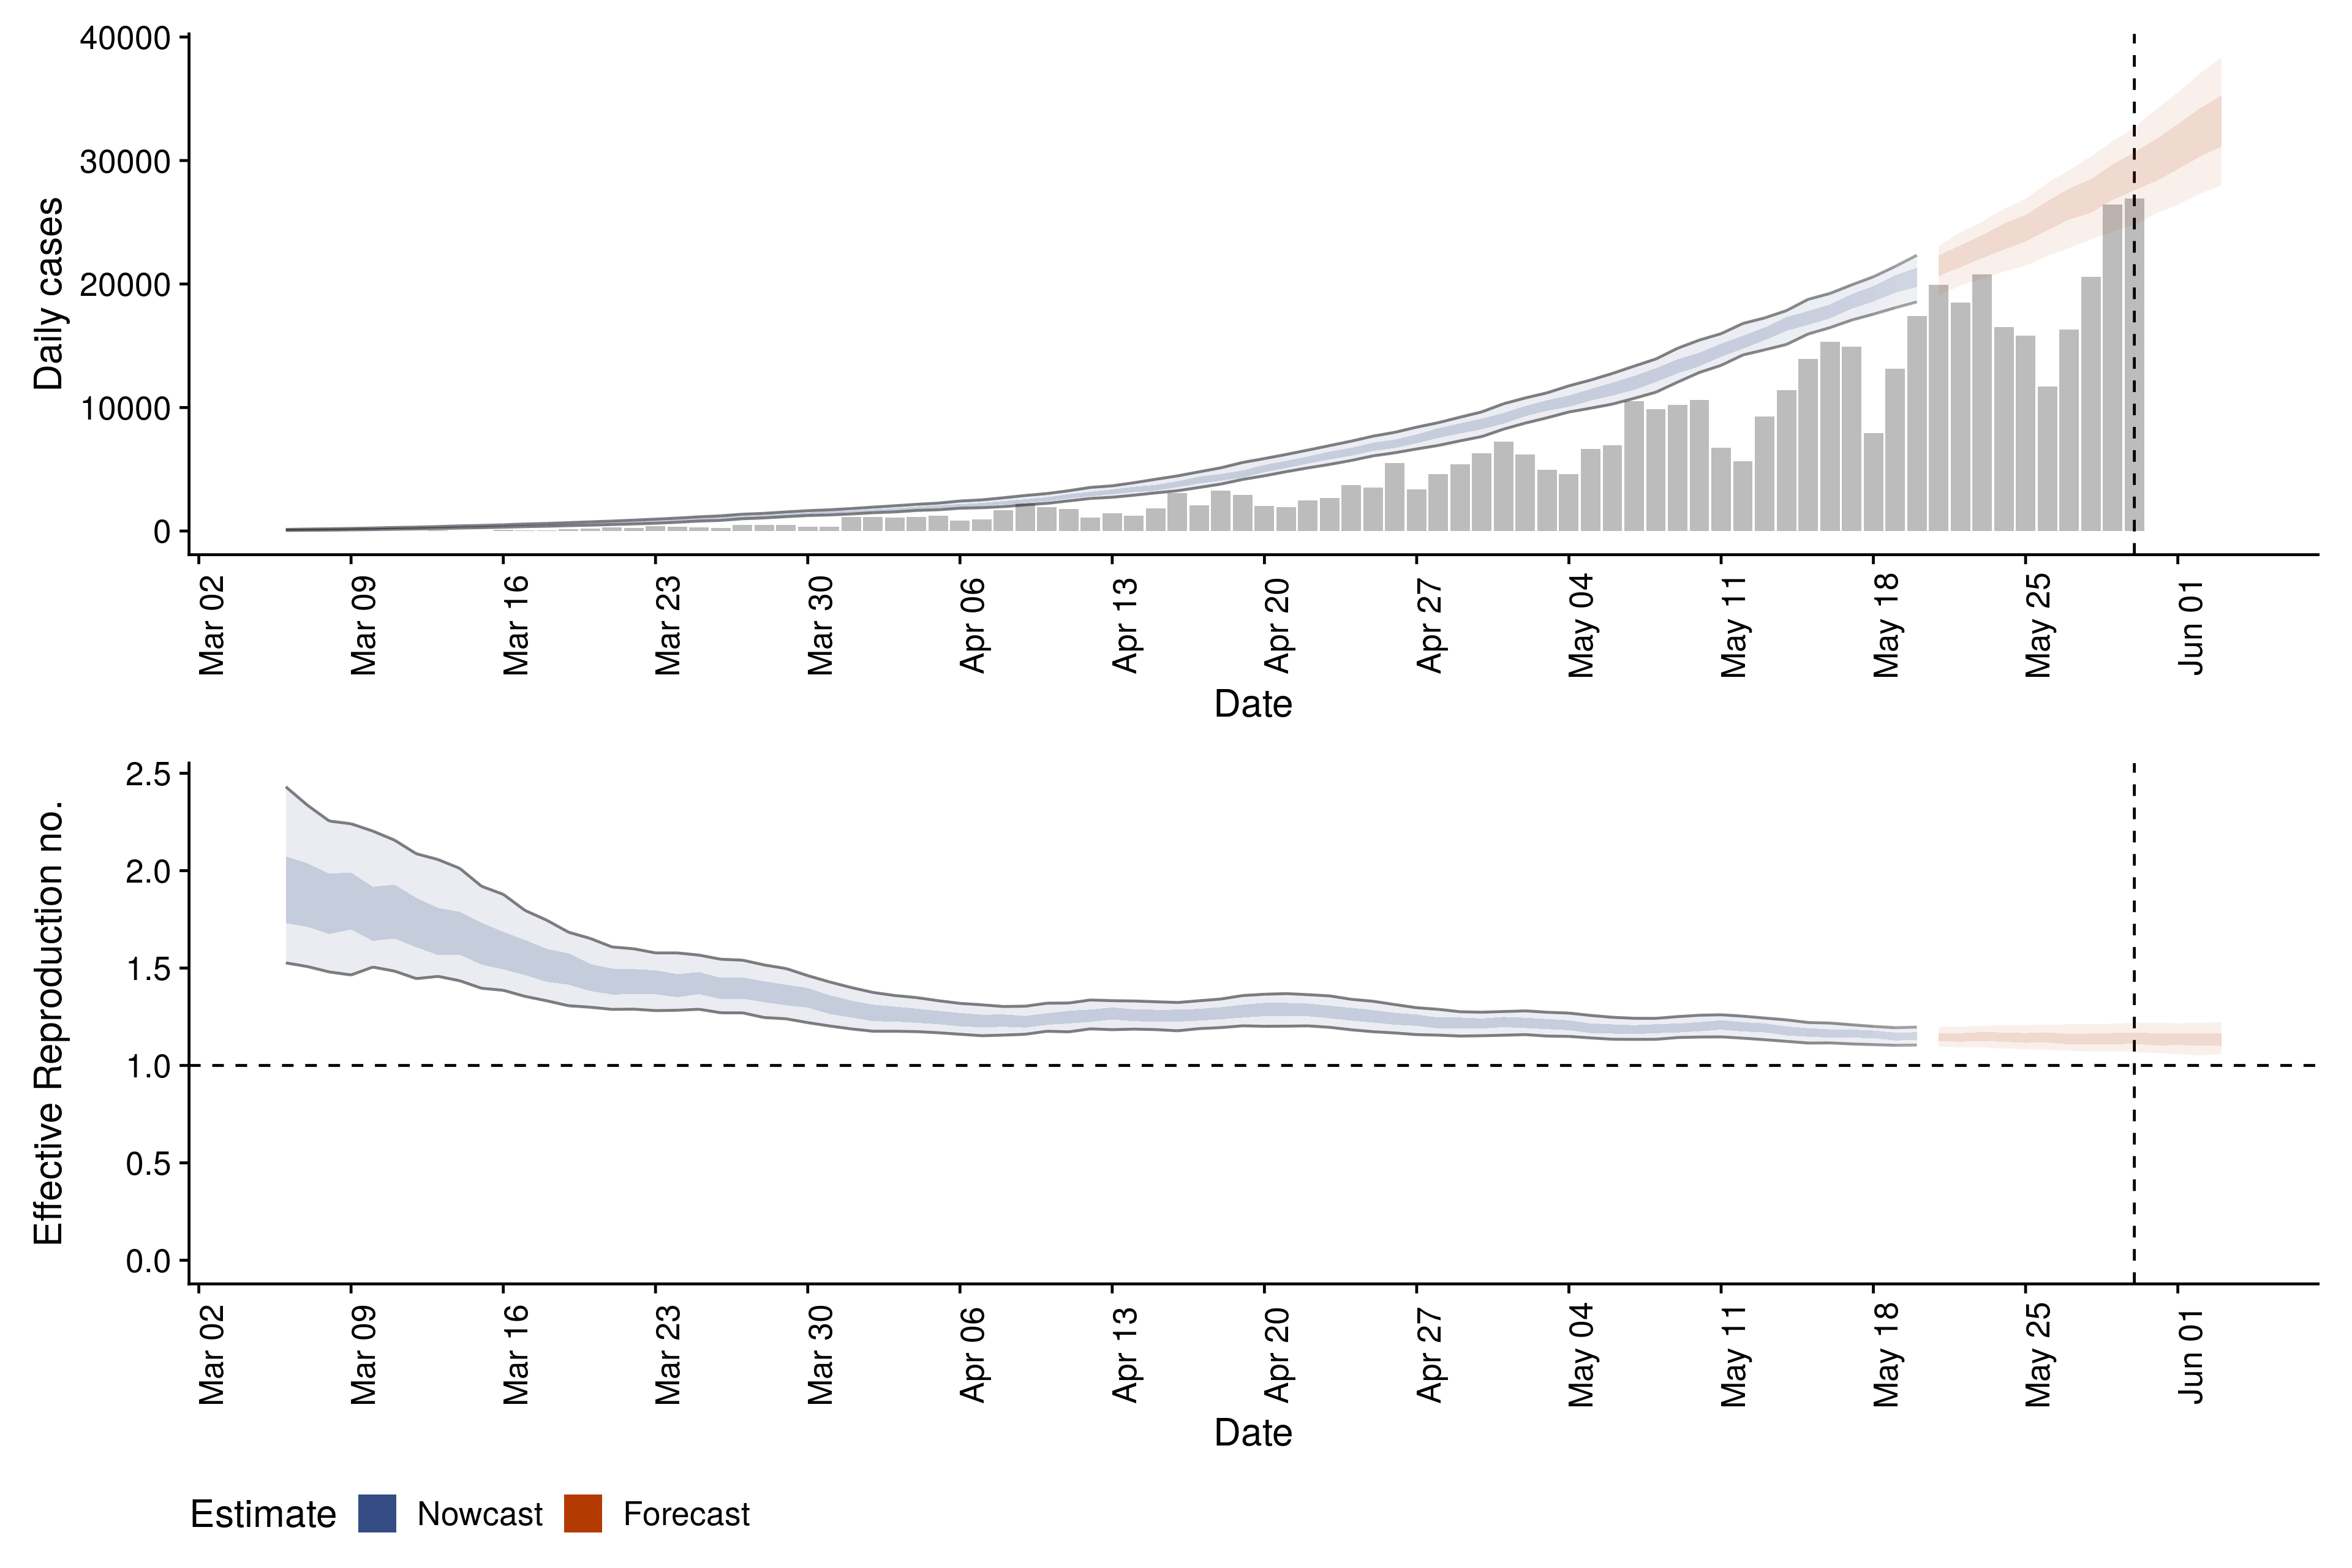 Daily cases
40000
30000
20000
10000
0
Mar 02
Mar 09
Mar 16
Mar 23
Mar 30
Apr 06
Apr 13
Apr 20
Apr 27
May 04
May 11
May 18
May 25
Jun 01
Date
Effective Reproduction no.
2.5
2.0
1.5
1.0
0.5
0.0
Mar 02
Mar 09
Mar 16
Mar 23
Mar 30
Apr 06
Apr 13
Apr 20
Apr 27
May 04
May 11
May 18
May 25
Jun 01
Date
Estimate Nowcast Forecast